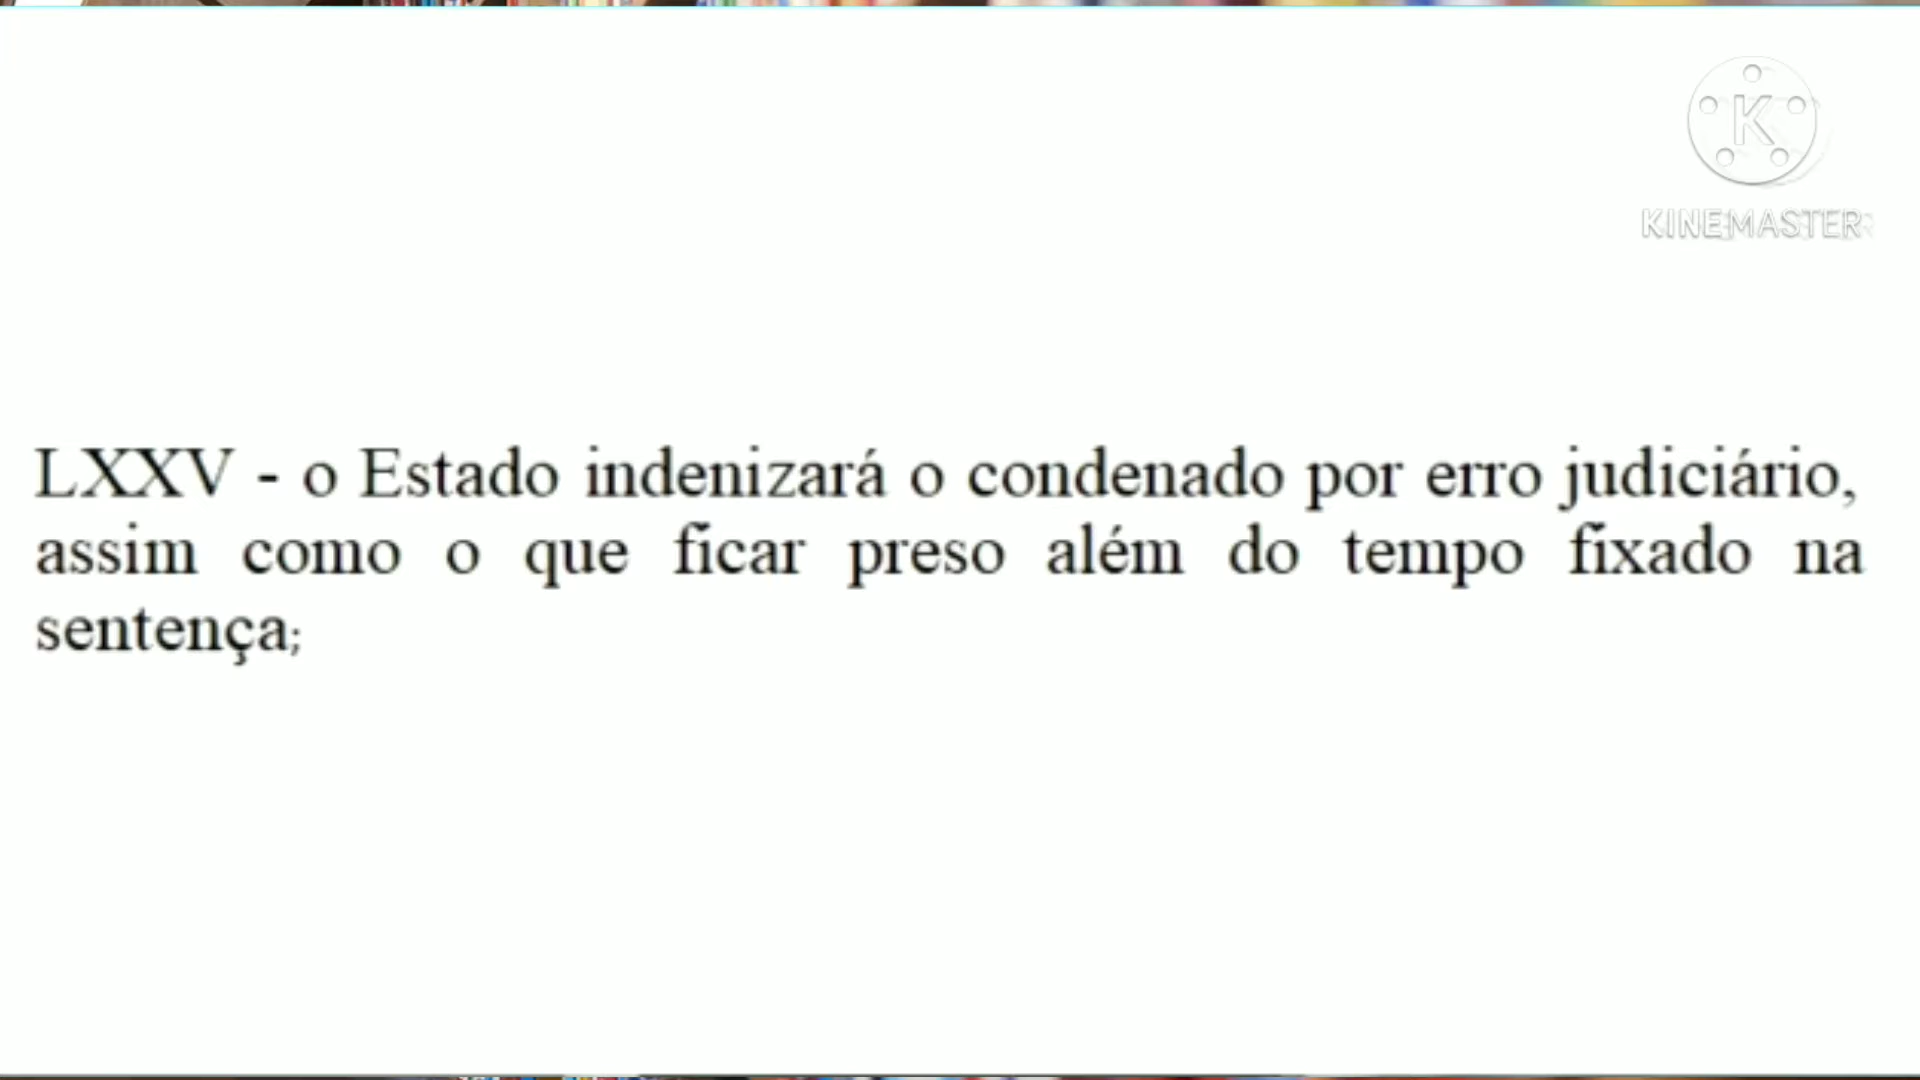 K
KINEMASTER
LXXV - o Estado indenizará o condenado por erro judiciário,
assim como o que ficar preso além do tempo fixado na
sentença;